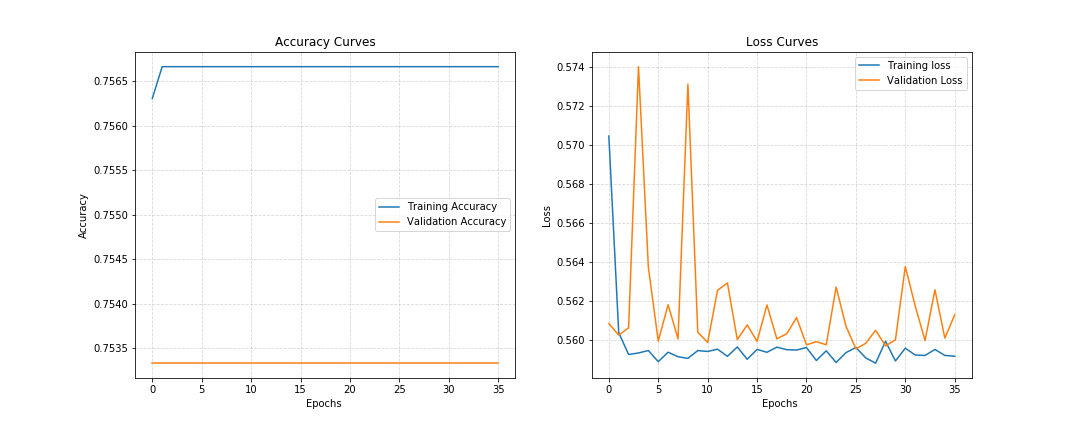 Accuracy Curves
0.7565
0.7560
0.7555
0.7550
0.7545
0.7540
0.7535
Accuracy
Training Accuracy
Validation Accuracy
0 5 10 15 20 25 30 35
Epochs
Loss Curves
0.574
0.572
0.570
0.568
0.566
0.564
0.562
0.560
Loss
Training loss
Validation Loss
0 5 10 15 20 25 30 35
Epochs